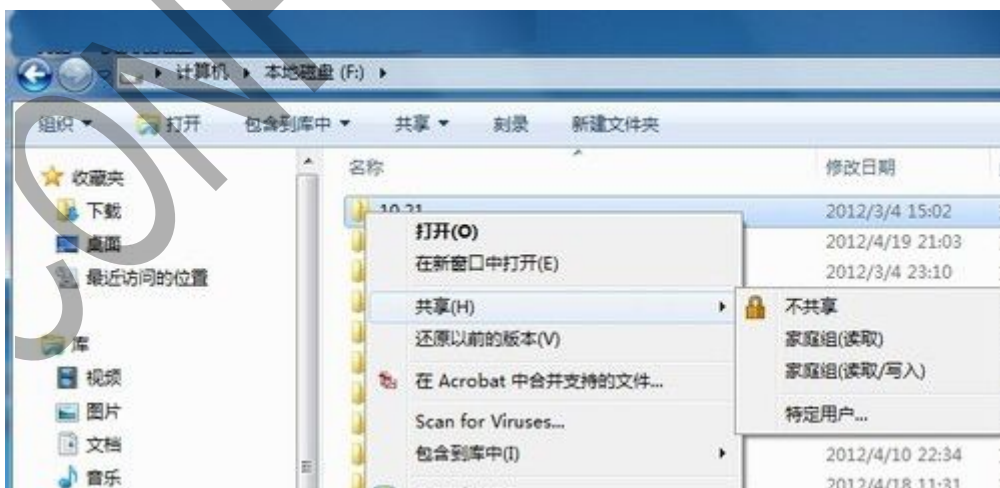 计算机 ▸ 本地磁盘 (F:) ▸
组织 打开 包含到库中 共享 刻录 新建文件夹
名称 修改日期
收藏夹
下载
桌面
最近访问的位置
库
视频
图片
文档
音乐
10.21 2012/3/4 15:02
2012/4/19 21:03
2012/3/4 23:10
打开(O)
在新窗口中打开(E)
共享(H)
还原以前的版本(V)
在 Acrobat 中合并支持的文件...
Scan for Viruses...
包含到库中(I)
不共享
家庭组(读取)
家庭组(读取/写入)
特定用户...
2012/4/10 22:34
2012/4/18 11:31